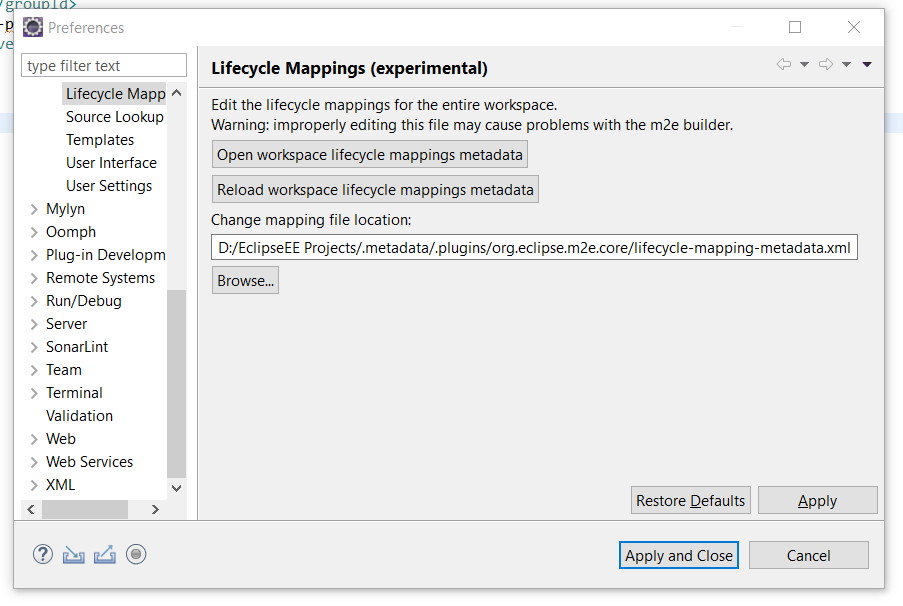 /groupId>
-p
ve
Preferences
type filter text
Lifecycle Mapp
Source Lookup
Templates
User Interface
User Settings
Mylyn
Oomph
Plug-in Developm
Remote Systems
Run/Debug
Server
SonarLint
Team
Terminal
Validation
Web
Web Services
XML
Lifecycle Mappings (experimental)
Edit the lifecycle mappings for the entire workspace.
Warning: improperly editing this file may cause problems with the m2e builder.
Open workspace lifecycle mappings metadata
Reload workspace lifecycle mappings metadata
Change mapping file location:
D:/EclipseEE Projects/.metadata/.plugins/org.eclipse.m2e.core/lifecycle-mapping-metadata.xml
Browse...
Restore Defaults Apply
Apply and Close Cancel